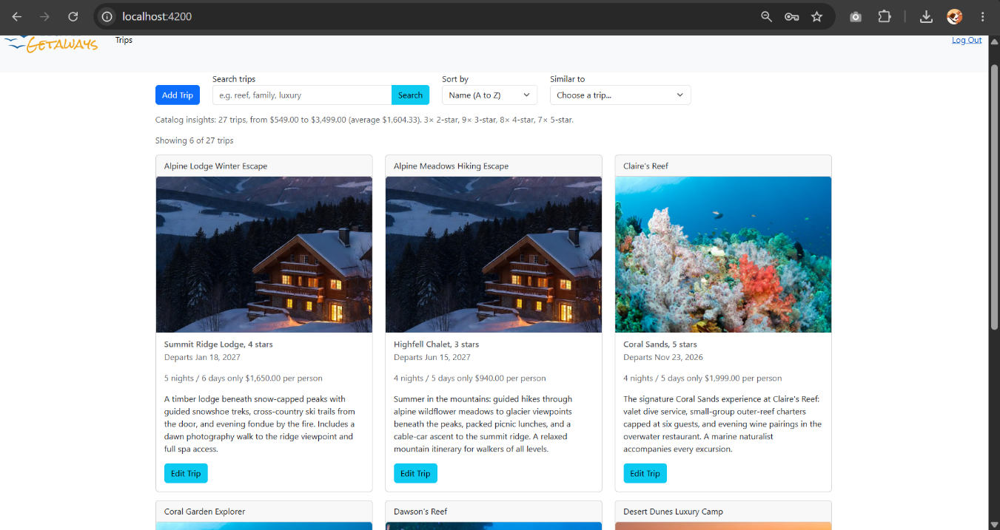 localhost:4200
Getaways
Trips
Log Out
Search trips
Sort by
Similar to
Add Trip
e.g. reef, family, luxury
Search
Name (A to Z)
Choose a trip...
Catalog insights: 27 trips, from $549.00 to $3,499.00 (average $1,604.33). 3× 2-star, 9× 3-star, 8× 4-star, 7× 5-star.
Showing 6 of 27 trips
Alpine Lodge Winter Escape
Summit Ridge Lodge, 4 stars
Departs Jan 18, 2027
5 nights / 6 days only $1,650.00 per person
A timber lodge beneath snow-capped peaks with
guided snowshoe treks, cross-country ski trails from
the door, and evening fondue by the fire. Includes a
dawn photography walk to the ridge viewpoint and
full spa access.
Edit Trip
Alpine Meadows Hiking Escape
Highfell Chalet, 3 stars
Departs Jun 15, 2027
4 nights / 5 days only $940.00 per person
Summer in the mountains: guided hikes through
alpine wildflower meadows to glacier viewpoints
beneath the peaks, packed picnic lunches, and a
cable-car ascent to the summit ridge. A relaxed
mountain itinerary for walkers of all levels.
Edit Trip
Claire's Reef
Coral Sands, 5 stars
Departs Nov 23, 2026
4 nights / 5 days only $1,999.00 per person
The signature Coral Sands experience at Claire's Reef:
valet dive service, small-group outer-reef charters
capped at six guests, and evening wine pairings in the
overwater restaurant. A marine naturalist
accompanies every excursion.
Edit Trip
Coral Garden Explorer
Dawson's Reef
Desert Dunes Luxury Camp